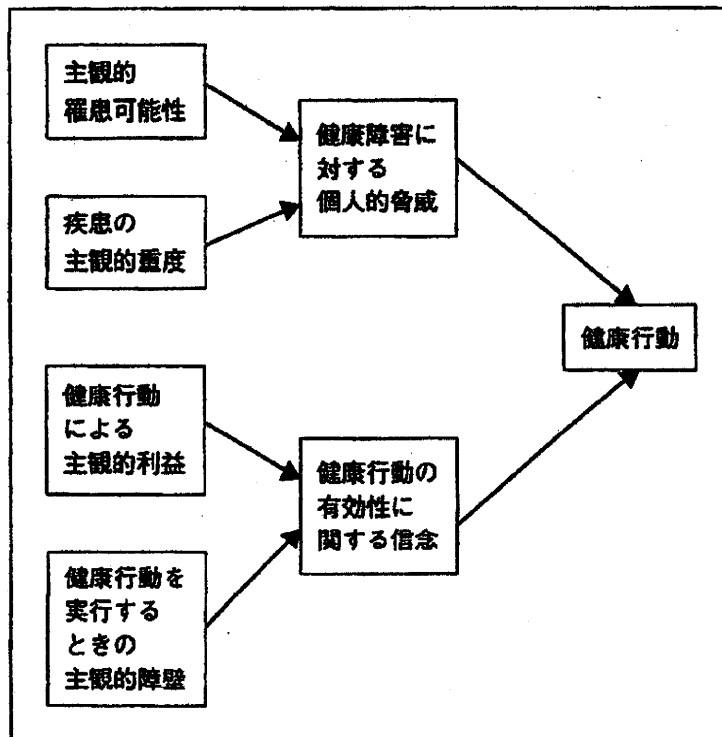 主観的
罹患可能性
健康障害に
対する
個人的脅威
疾患の
主観的重度
健康行動
健康行動
による
主観的利益
健康行動の
有効性に
関する信念
健康行動を
実行する
ときの
主観的障壁